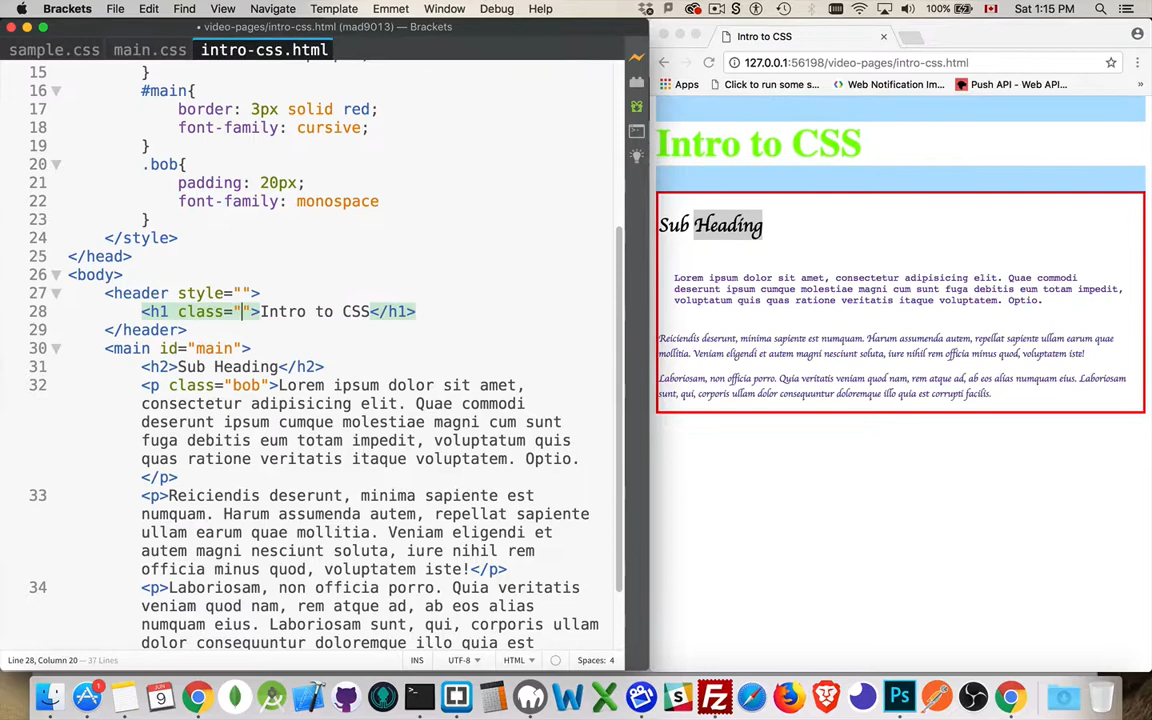 Brackets File Edit Find View Navigate Template Emmet Window Debug Help
100% Sat 1:15 PM
• video-pages/intro-css.html (mad9013) — Brackets
sample.css main.css intro-css.html
15 }
16 #main{
17 border: 3px solid red;
18 font-family: cursive;
19 }
20 .bob{
21 padding: 20px;
22 font-family: monospace
23 }
24 </style>
25 </head>
26 <body>
27 <header style="">
28 <h1 class="">Intro to CSS</h1>
29 </header>
30 <main id="main">
31 <h2>Sub Heading</h2>
32 <p class="bob">Lorem ipsum dolor sit amet,
consectetur adipisicing elit. Quae commodi
deserunt ipsum cumque molestiae magni cum sunt
fuga debitis eum totam impedit, voluptatum quis
quas ratione veritatis itaque voluptatem. Optio.
</p>
33 <p>Reiciendis deserunt, minima sapiente est
numquam. Harum assumenda autem, repellat sapiente
ullam earum quae mollitia. Veniam eligendi et
autem magni nesciunt soluta, iure nihil rem
officia minus quod, voluptatem iste!</p>
34 <p>Laboriosam, non officia porro. Quia veritatis
veniam quod nam, rem atque ad, ab eos alias
numquam eius. Laboriosam sunt, qui, corporis ullam
dolor consequuntur doloremque illo quia est
Line 28, Column 20 — 37 Lines
INS UTF-8 HTML Spaces: 4
Intro to CSS
127.0.0.1:56198/video-pages/intro-css.html
Apps Click to run some s... Web Notification Im... Push API - Web API... »
Intro to CSS
Sub Heading
Lorem ipsum dolor sit amet, consectetur adipisicing elit. Quae commodi
deserunt ipsum cumque molestiae magni cum sunt fuga debitis eum totam impedit,
voluptatum quis quas ratione veritatis itaque voluptatem. Optio.
Reiciendis deserunt, minima sapiente est numquam. Harum assumenda autem, repellat sapiente ullam earum quae
mollitia. Veniam eligendi et autem magni nesciunt soluta, iure nihil rem officia minus quod, voluptatem iste!
Laboriosam, non officia porro. Quia veritatis veniam quod nam, rem atque ad, ab eos alias numquam eius. Laboriosam
sunt, qui, corporis ullam dolor consequuntur doloremque illo quia est corrupti facilis.